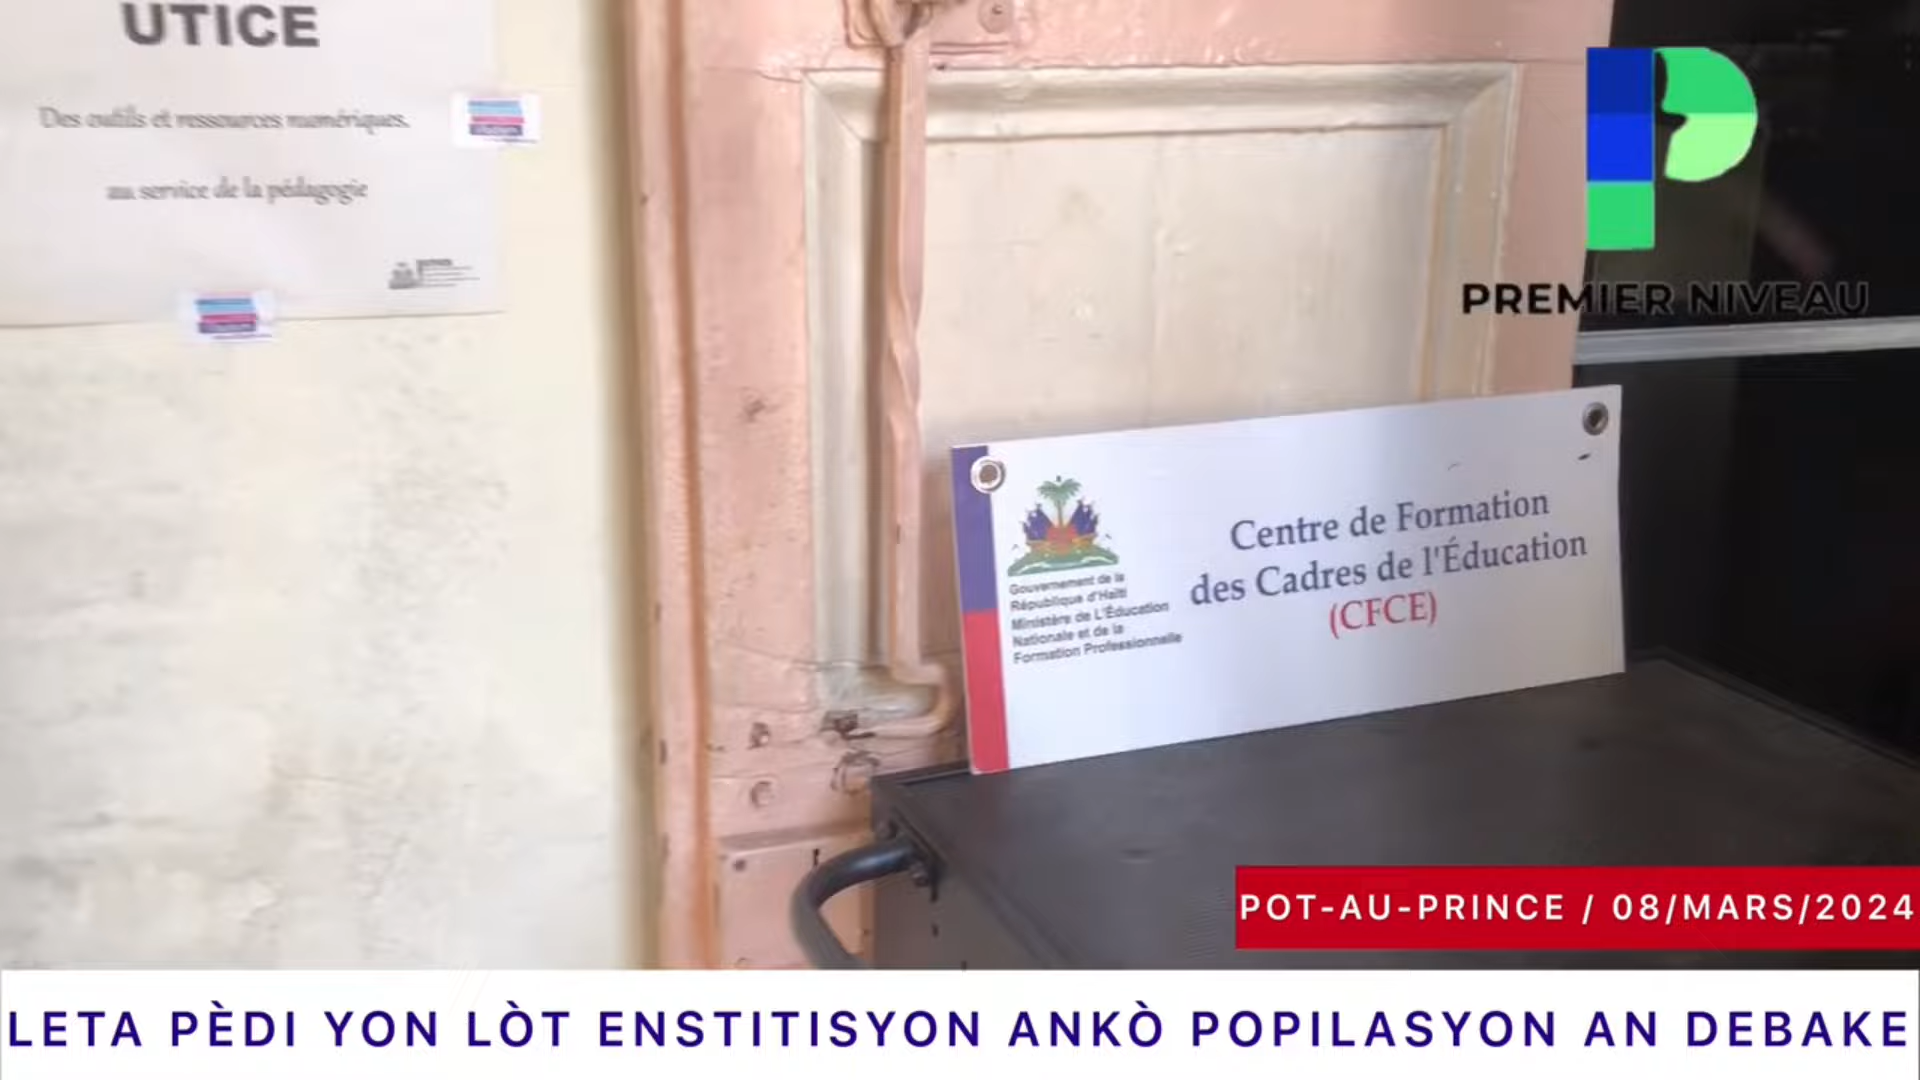 UTICE
Des outils et ressources numériques.
au service de la pédagogie
PREMIER NIVEAU
Centre de Formation
des Cadres de l'Éducation
(CFCE)
Gouvernement de la
République d'Haïti
Ministère de L'Éducation
Nationale et de la
Formation Professionnelle
POT-AU-PRINCE / 08/MARS/2024
LETA PÈDI YON LÒT ENSTITISYON ANKÒ POPILASYON AN DEBAKE